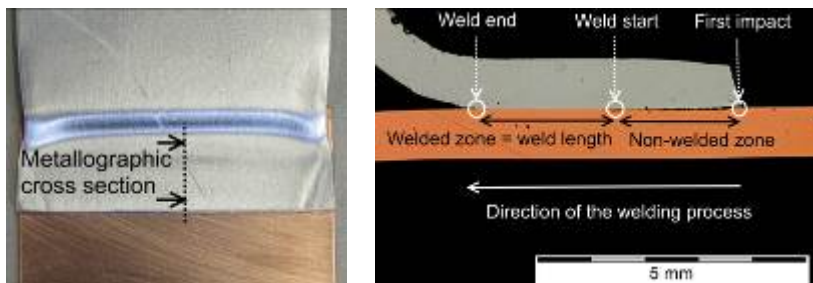 Metallographic
cross section
Weld end
Weld start
First impact
Welded zone = weld length
Non-welded zone
Direction of the welding process
5 mm